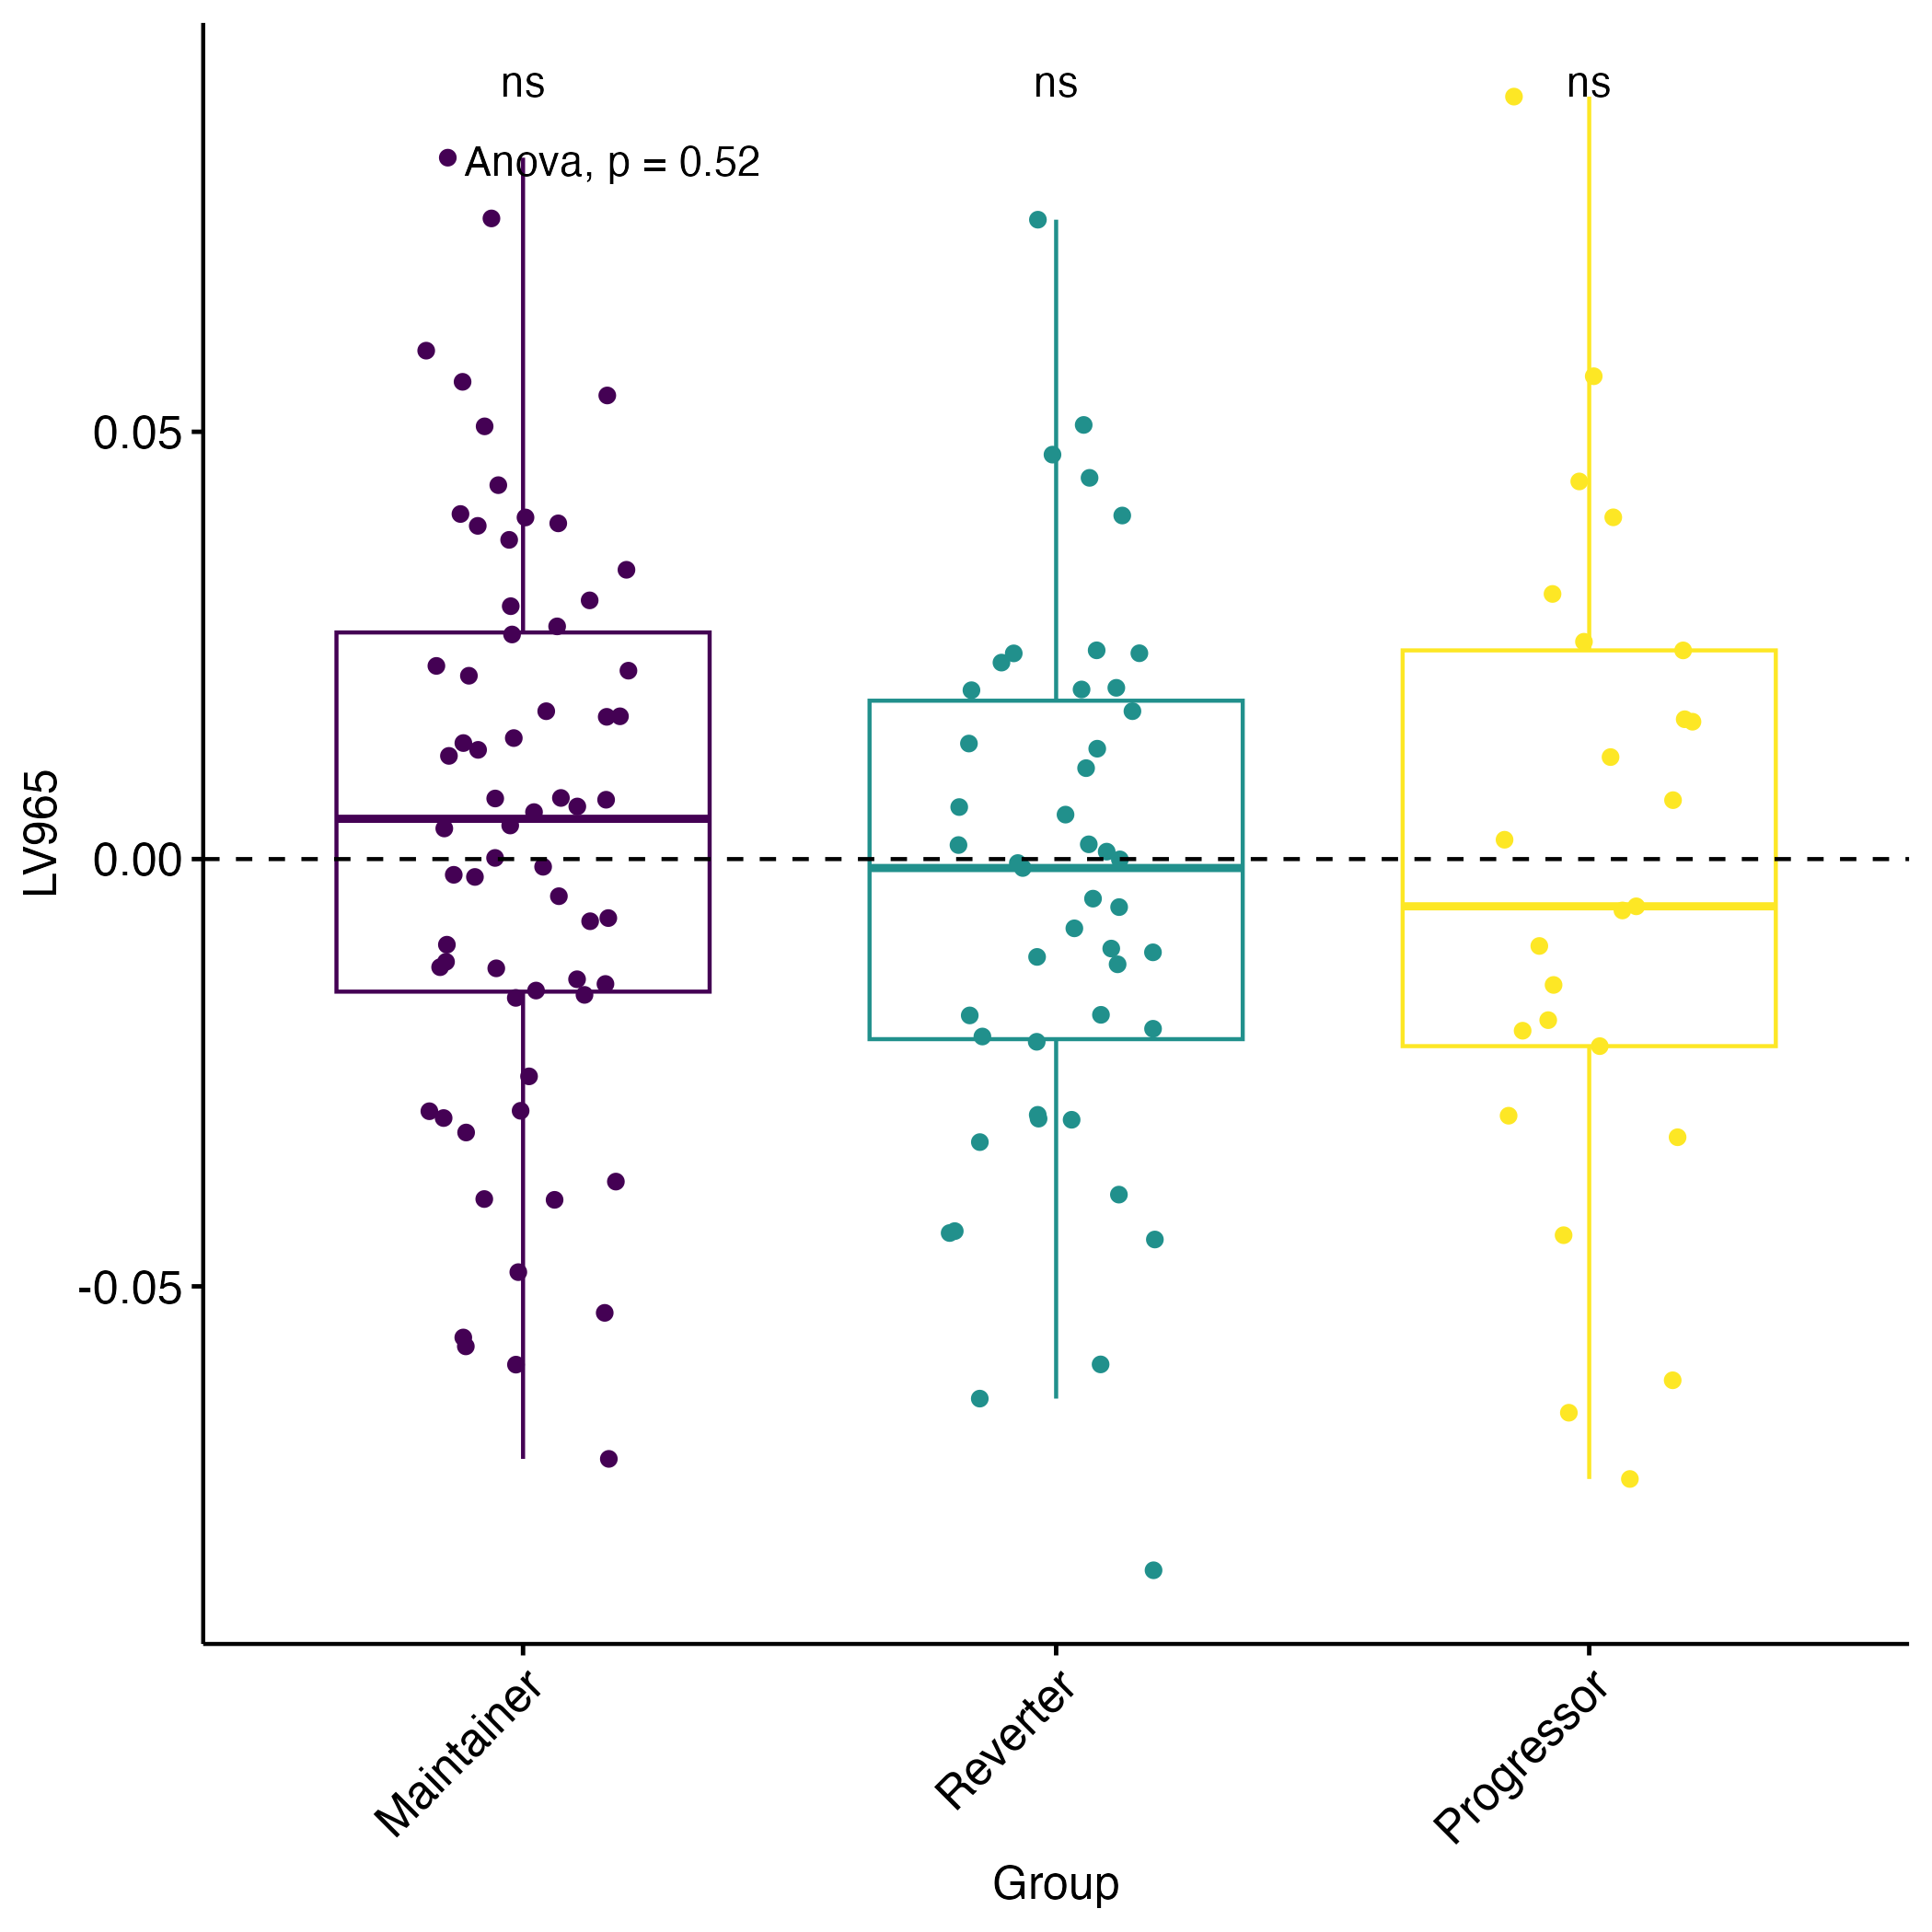 ns ns ns
Anova, p = 0.52
LV965
0.05
0.00
-0.05
Maintainer
Reverter
Progressor
Group